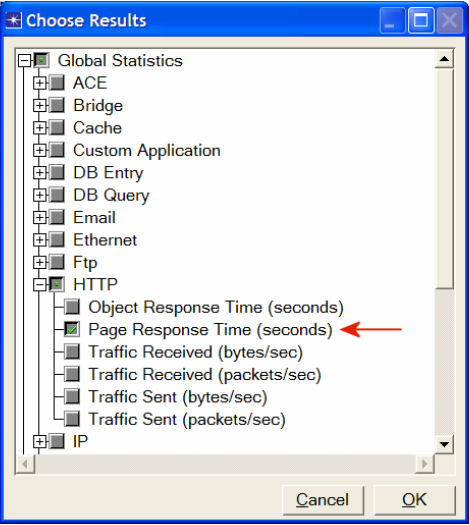 Choose Results
Global Statistics
ACE
Bridge
Cache
Custom Application
DB Entry
DB Query
Email
Ethernet
Ftp
HTTP
Object Response Time (seconds)
Page Response Time (seconds)
Traffic Received (bytes/sec)
Traffic Received (packets/sec)
Traffic Sent (bytes/sec)
Traffic Sent (packets/sec)
IP
Cancel OK